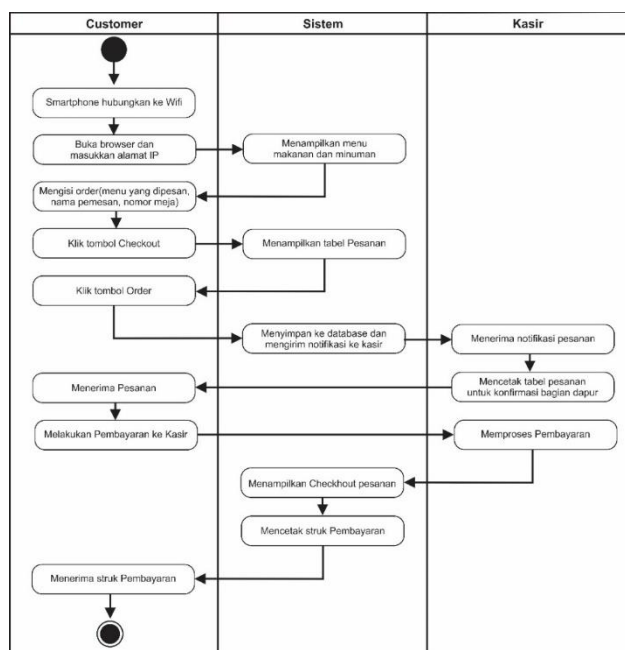 Customer
Sistem
Kasir
Smartphone hubungkan ke Wifi
Buka browser dan
masukkan alamat IP
Menampilkan menu
makanan dan minuman
Mengisi order(menu yang dipesan,
nama pemesan, nomor meja)
Klik tombol Checkout
Menampilkan tabel Pesanan
Klik tombol Order
Menyimpan ke database dan
mengirim notifikasi ke kasir
Menerima notifikasi pesanan
Mencetak tabel pesanan
untuk konfirmasi bagian dapur
Menerima Pesanan
Melakukan Pembayaran ke Kasir
Memproses Pembayaran
Menampilkan Checkhout pesanan
Mencetak struk Pembayaran
Menerima struk Pembayaran